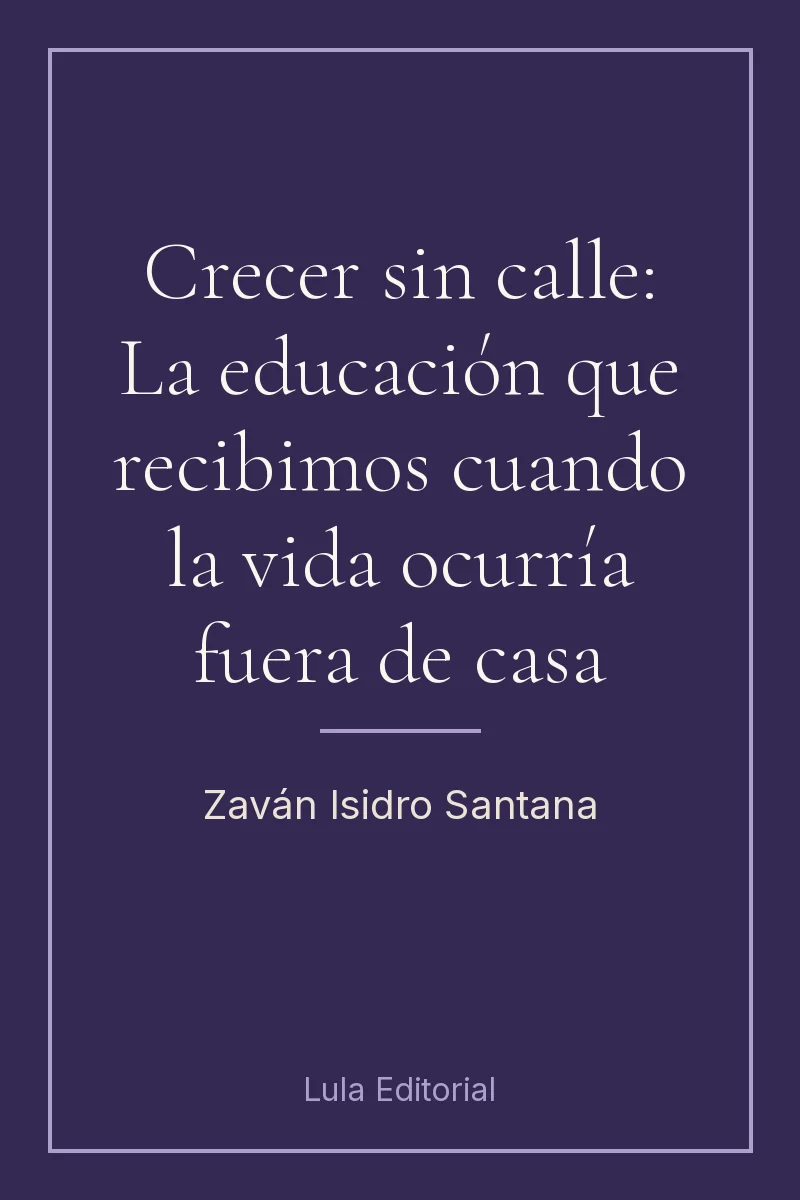 Crecer sin calle:
La educación que
recibimos cuando
la vida ocurría
fuera de casa
Zaván Isidro Santana
Lula Editorial